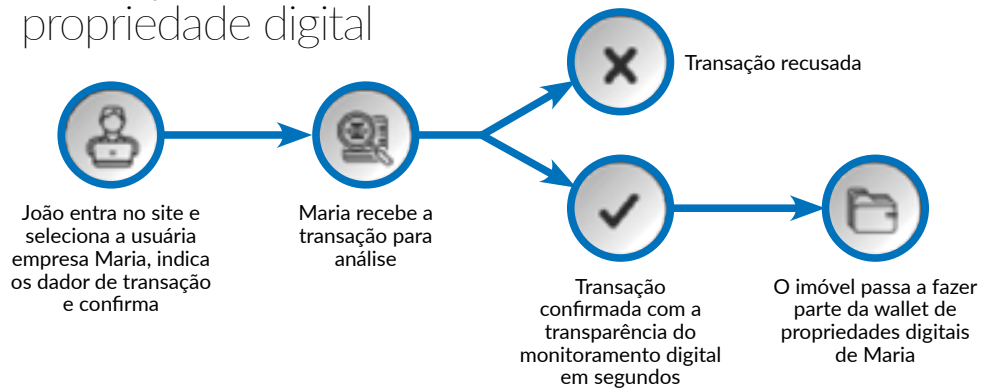 propriedade digital
João entra no site e
seleciona a usuária
empresa Maria, indica
os dador de transação
e confirma
Maria recebe a
transação para
análise
Transação recusada
Transação
confirmada com a
transparência do
monitoramento digital
em segundos
O imóvel passa a fazer
parte da wallet de
propriedades digitais
de Maria